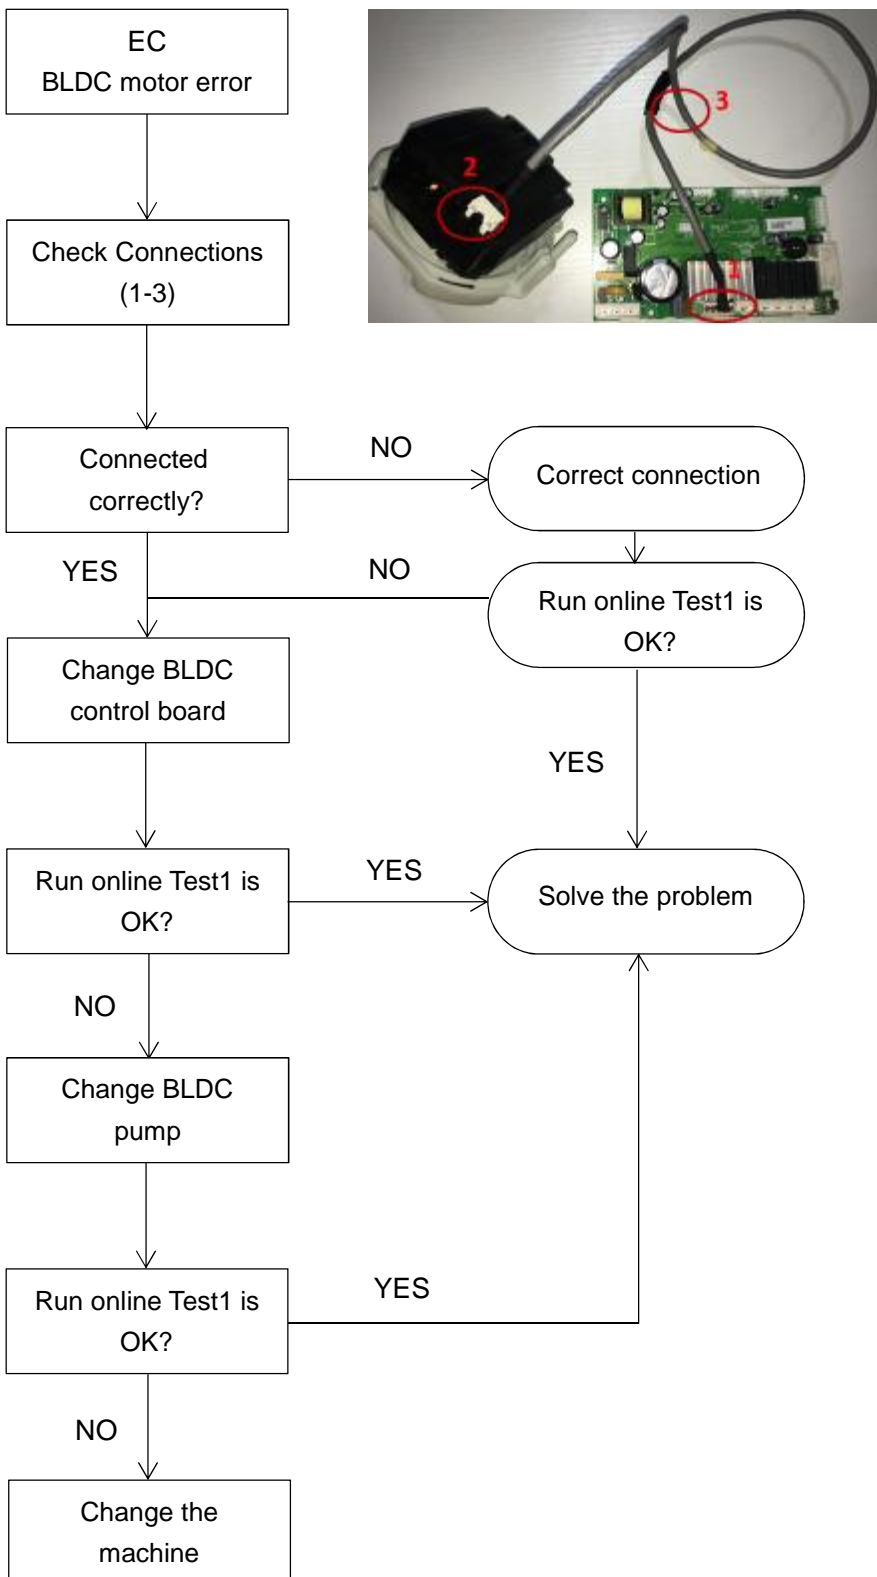 EC
BLDC motor error
2
3
1
Check Connections
(1-3)
Connected
correctly?
NO
Correct connection
YES
NO
Run online Test1 is
OK?
Change BLDC
control board
YES
Run online Test1 is
OK?
YES
Solve the problem
NO
Change BLDC
pump
Run online Test1 is
OK?
YES
NO
Change the
machine